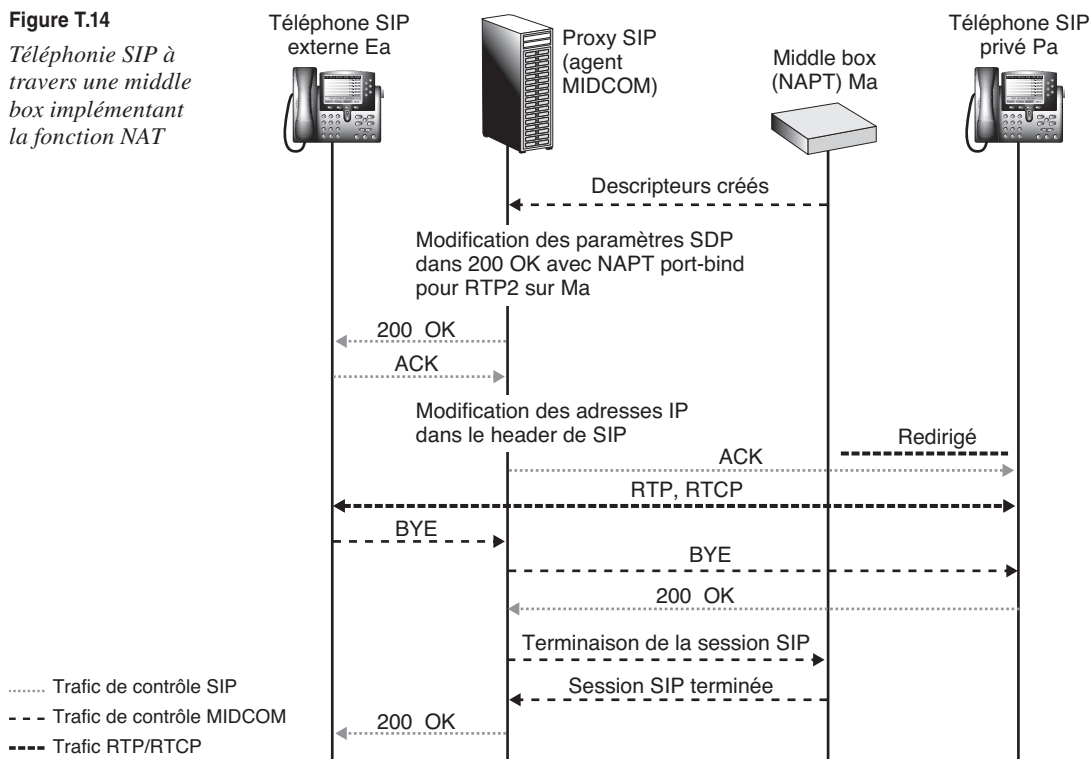 Figure T.14
Téléphonie SIP à
travers une middle
box implémentant
la fonction NAT
Téléphone SIP
externe Ea
Proxy SIP
(agent
MIDCOM)
Middle box
(NAPT) Ma
Téléphone SIP
privé Pa
Descripteurs créés
Modification des paramètres SDP
dans 200 OK avec NAPT port-bind
pour RTP2 sur Ma
200 OK
ACK
Modification des adresses IP
dans le header de SIP
Redirigé
ACK
RTP, RTCP
BYE
BYE
200 OK
Terminaison de la session SIP
Session SIP terminée
200 OK
Trafic de contrôle SIP
Trafic de contrôle MIDCOM
Trafic RTP/RTCP